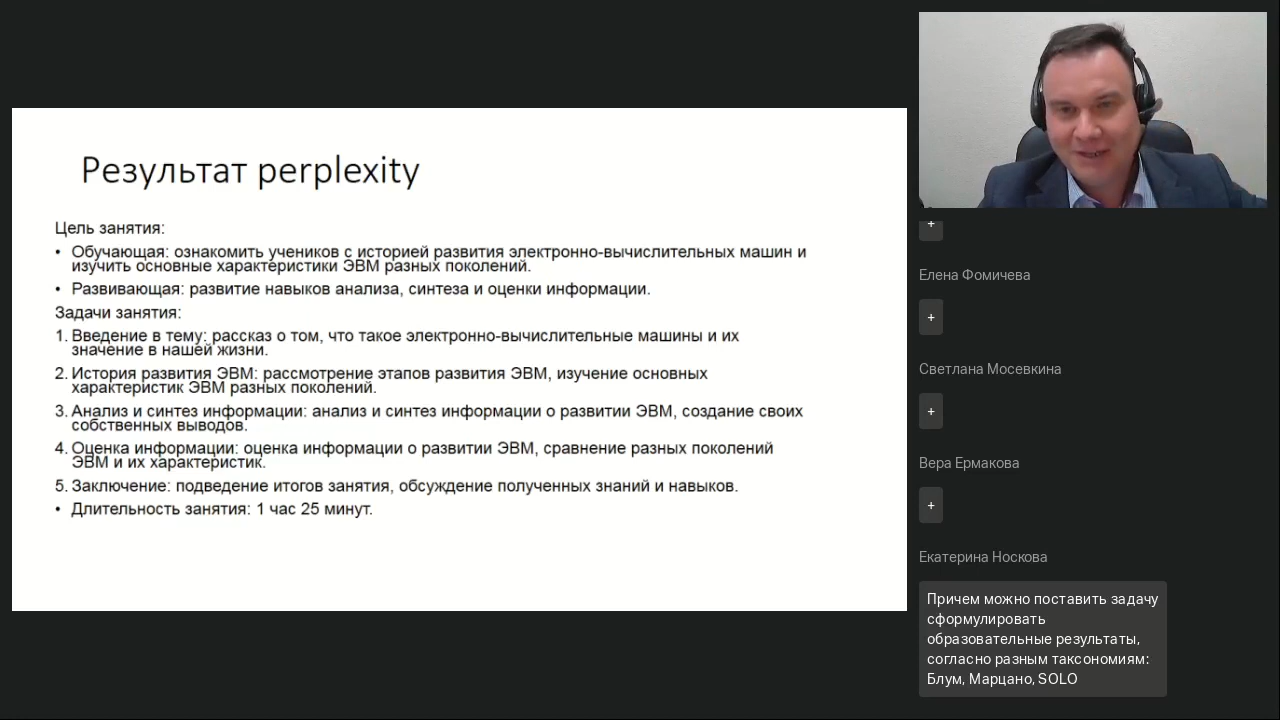 Результат perplexity
Цель занятия:
• Обучающая: ознакомить учеников с историей развития электронно-вычислительных машин и
изучить основные характеристики ЭВМ разных поколений.
• Развивающая: развитие навыков анализа, синтеза и оценки информации.
Задачи занятия:
1. Введение в тему: рассказ о том, что такое электронно-вычислительные машины и их
значение в нашей жизни.
2. История развития ЭВМ: рассмотрение этапов развития ЭВМ, изучение основных
характеристик ЭВМ разных поколений.
3. Анализ и синтез информации: анализ и синтез информации о развитии ЭВМ, создание своих
собственных выводов.
4. Оценка информации: оценка информации о развитии ЭВМ, сравнение разных поколений
ЭВМ и их характеристик.
5. Заключение: подведение итогов занятия, обсуждение полученных знаний и навыков.
• Длительность занятия: 1 час 25 минут.
+
Елена Фомичева
+
Светлана Мосевкина
+
Вера Ермакова
+
Екатерина Носкова
Причем можно поставить задачу
сформулировать
образовательные результаты,
согласно разным таксономиям:
Блум, Марцано, SOLO